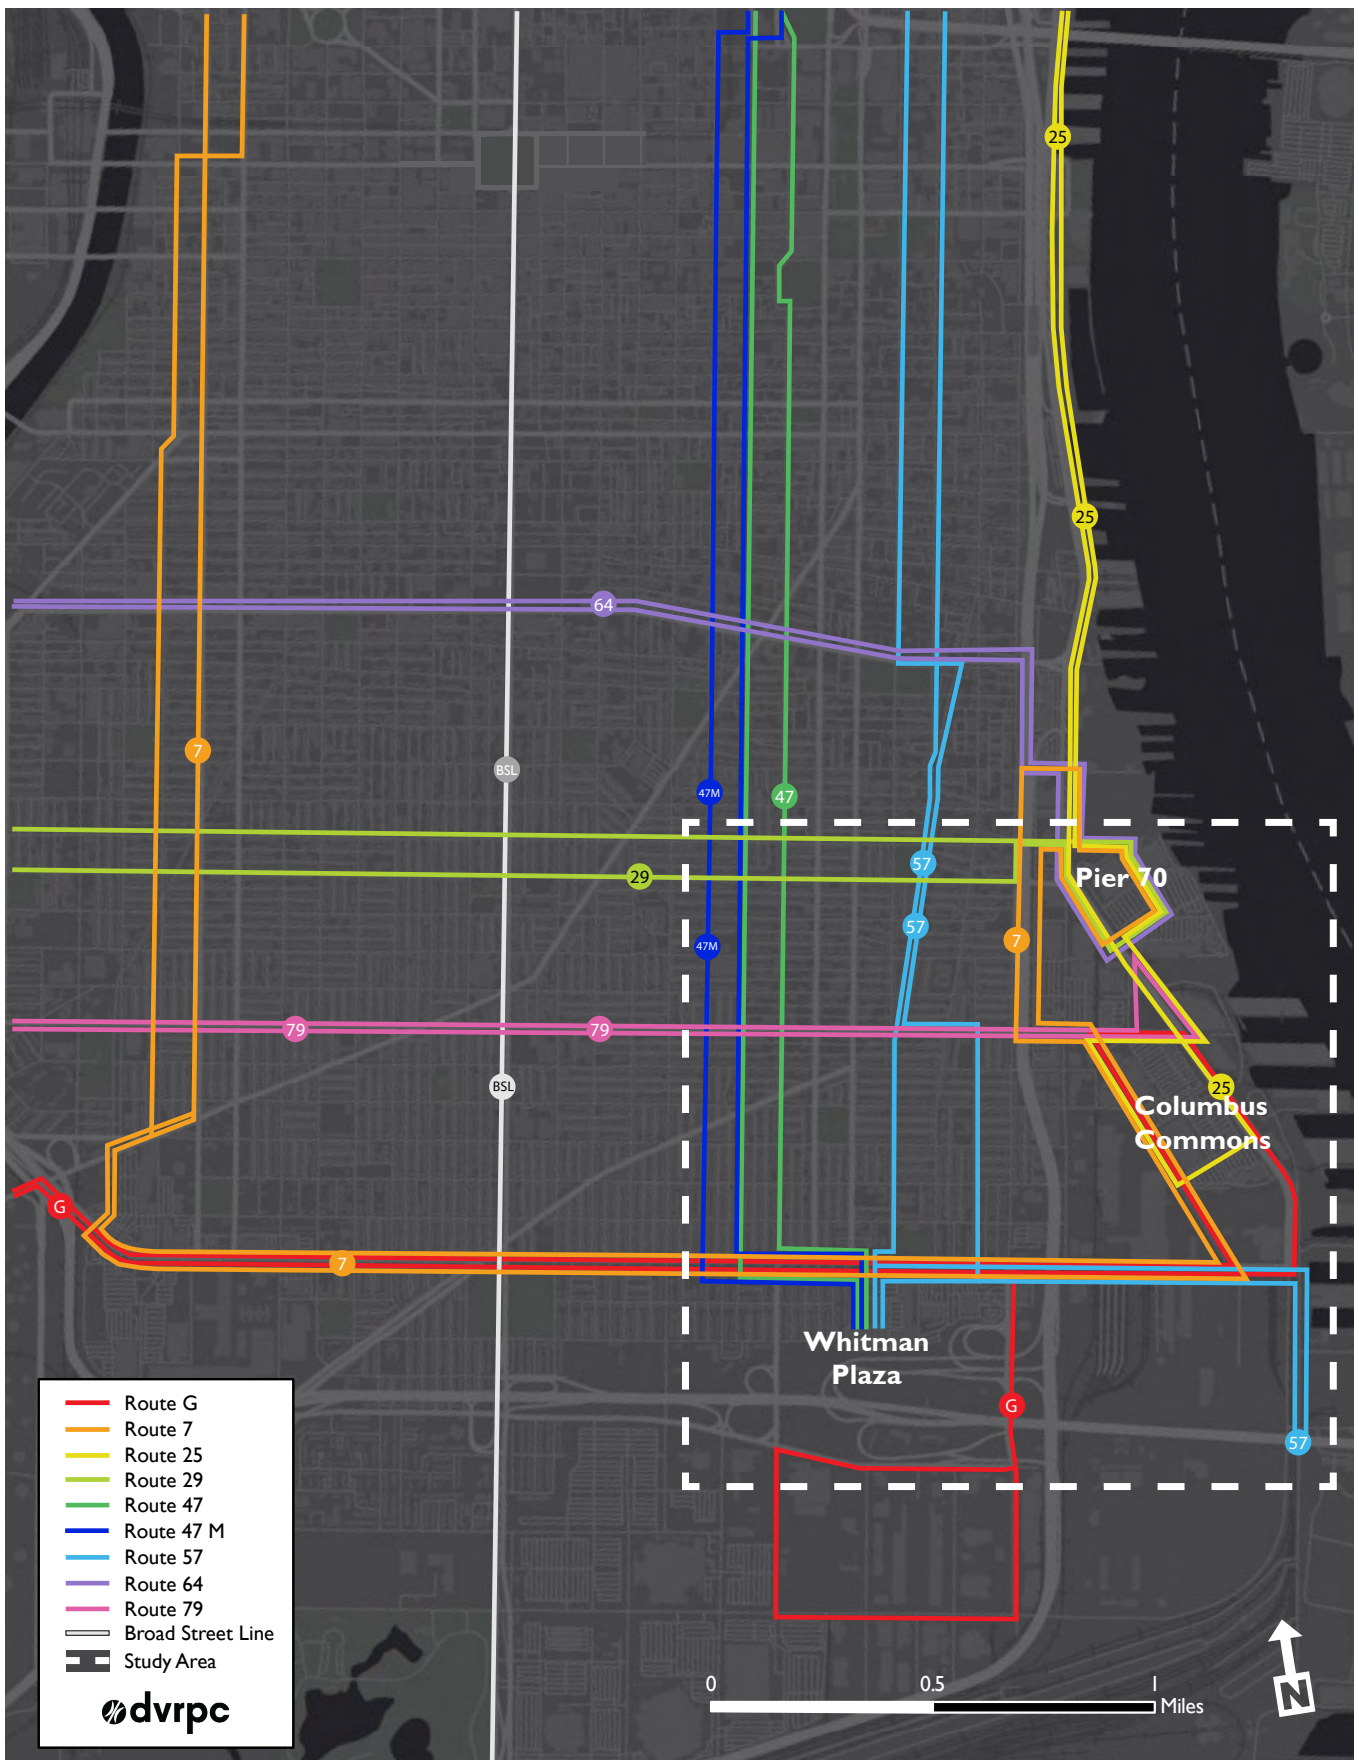 25
25
64
7
BSL
47M
47
57
Pier 70
29
57
7
47M
79
79
BSL
25
Columbus
Commons
G
7
Whitman
Plaza
G
57
Route G
Route 7
Route 25
Route 29
Route 47
Route 47 M
Route 57
Route 64
Route 79
Broad Street Line
Study Area
dvrpc
0 0.5 1
Miles
N